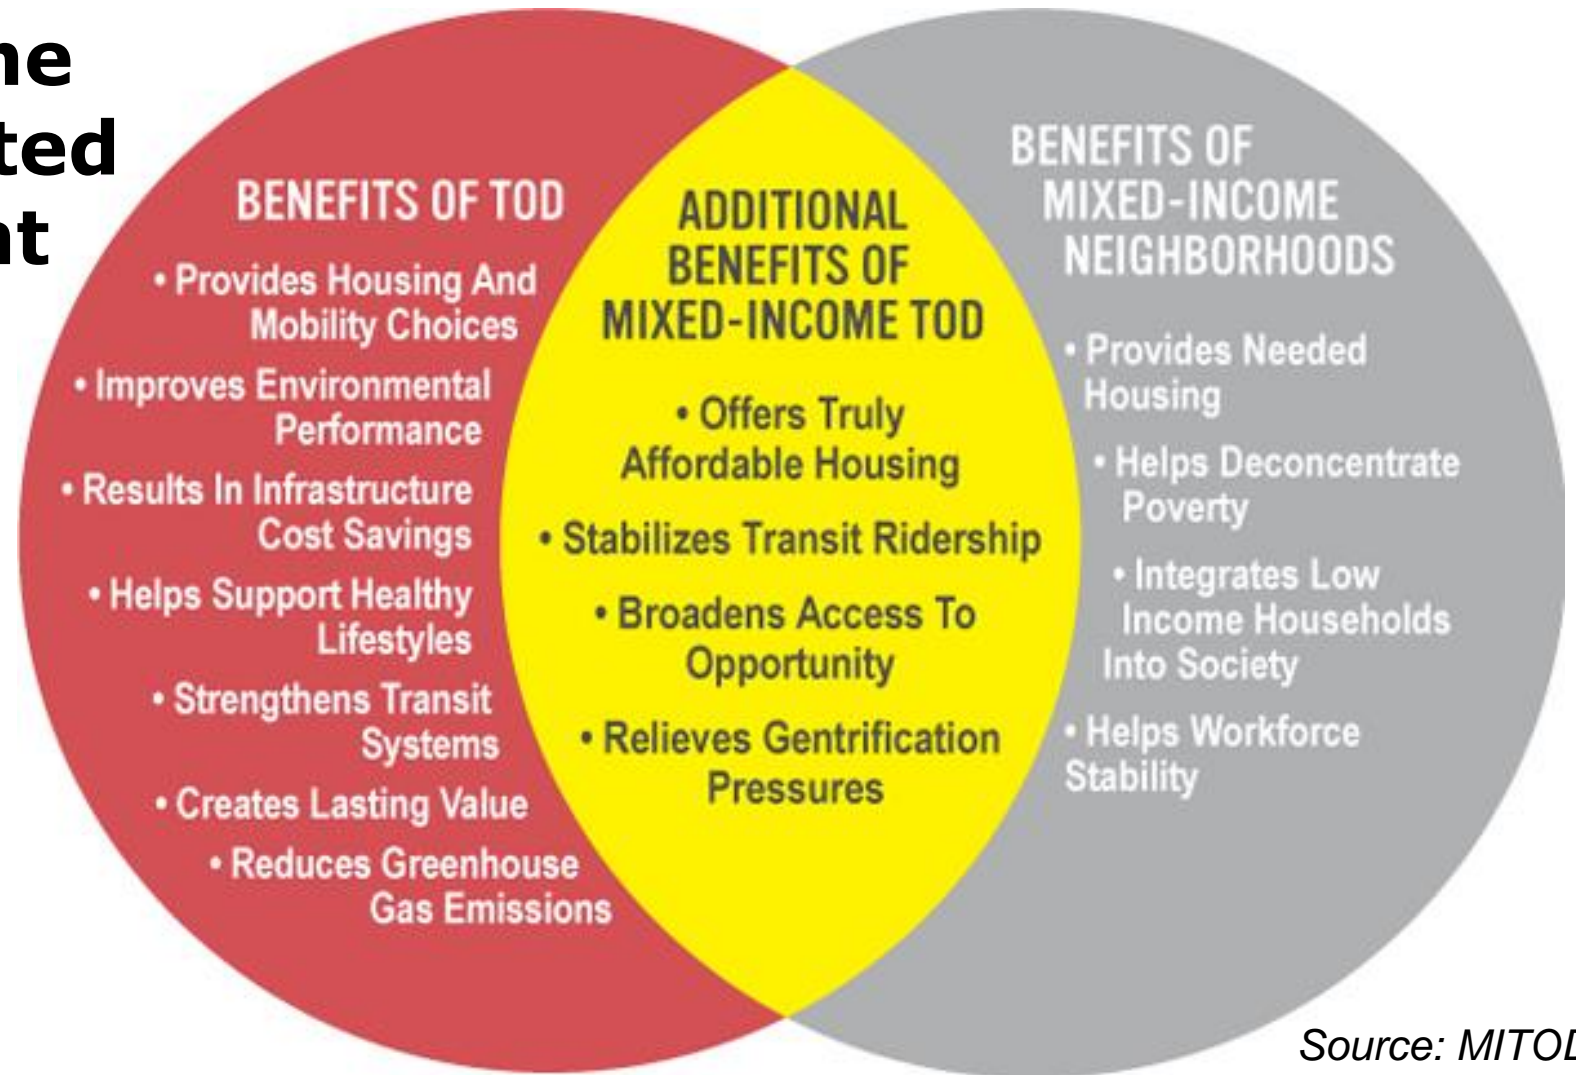 ne
ted
nt
BENEFITS OF TOD
• Provides Housing And
Mobility Choices
• Improves Environmental
Performance
• Results In Infrastructure
Cost Savings
• Helps Support Healthy
Lifestyles
• Strengthens Transit
Systems
• Creates Lasting Value
• Reduces Greenhouse
Gas Emissions
ADDITIONAL
BENEFITS OF
MIXED-INCOME TOD
• Offers Truly
Affordable Housing
• Stabilizes Transit Ridership
• Broadens Access To
Opportunity
• Relieves Gentrification
Pressures
BENEFITS OF
MIXED-INCOME
NEIGHBORHOODS
• Provides Needed
Housing
• Helps Deconcentrate
Poverty
• Integrates Low
Income Households
Into Society
• Helps Workforce
Stability
Source: MITOD